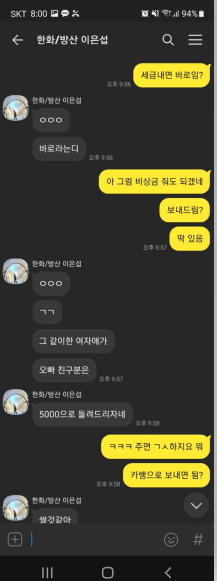 SKT 8:00 94%
한화/방산 이은섭
세금내면 바로임?
오후 9:56
한화/방산 이은섭
ㅇㅇㅇ
바로라는디
오후 9:56
아 그럼 비상금 줘도 되겠네
보내드림?
딱 있음
오후 9:57
한화/방산 이은섭
ㅇㅇㅇ
ㄱㄱ
그 같이한 여자애가
오빠 친구분은
오후 9:57
한화/방산 이은섭
5000으로 돌려드리자네
오후 9:58
ㅋㅋㅋ 주면 ㄱㅅ하지요 뭐
카뱅으로 보내면 됨?
오후 9:58
한화/방산 이은섭
쌀것같아
#